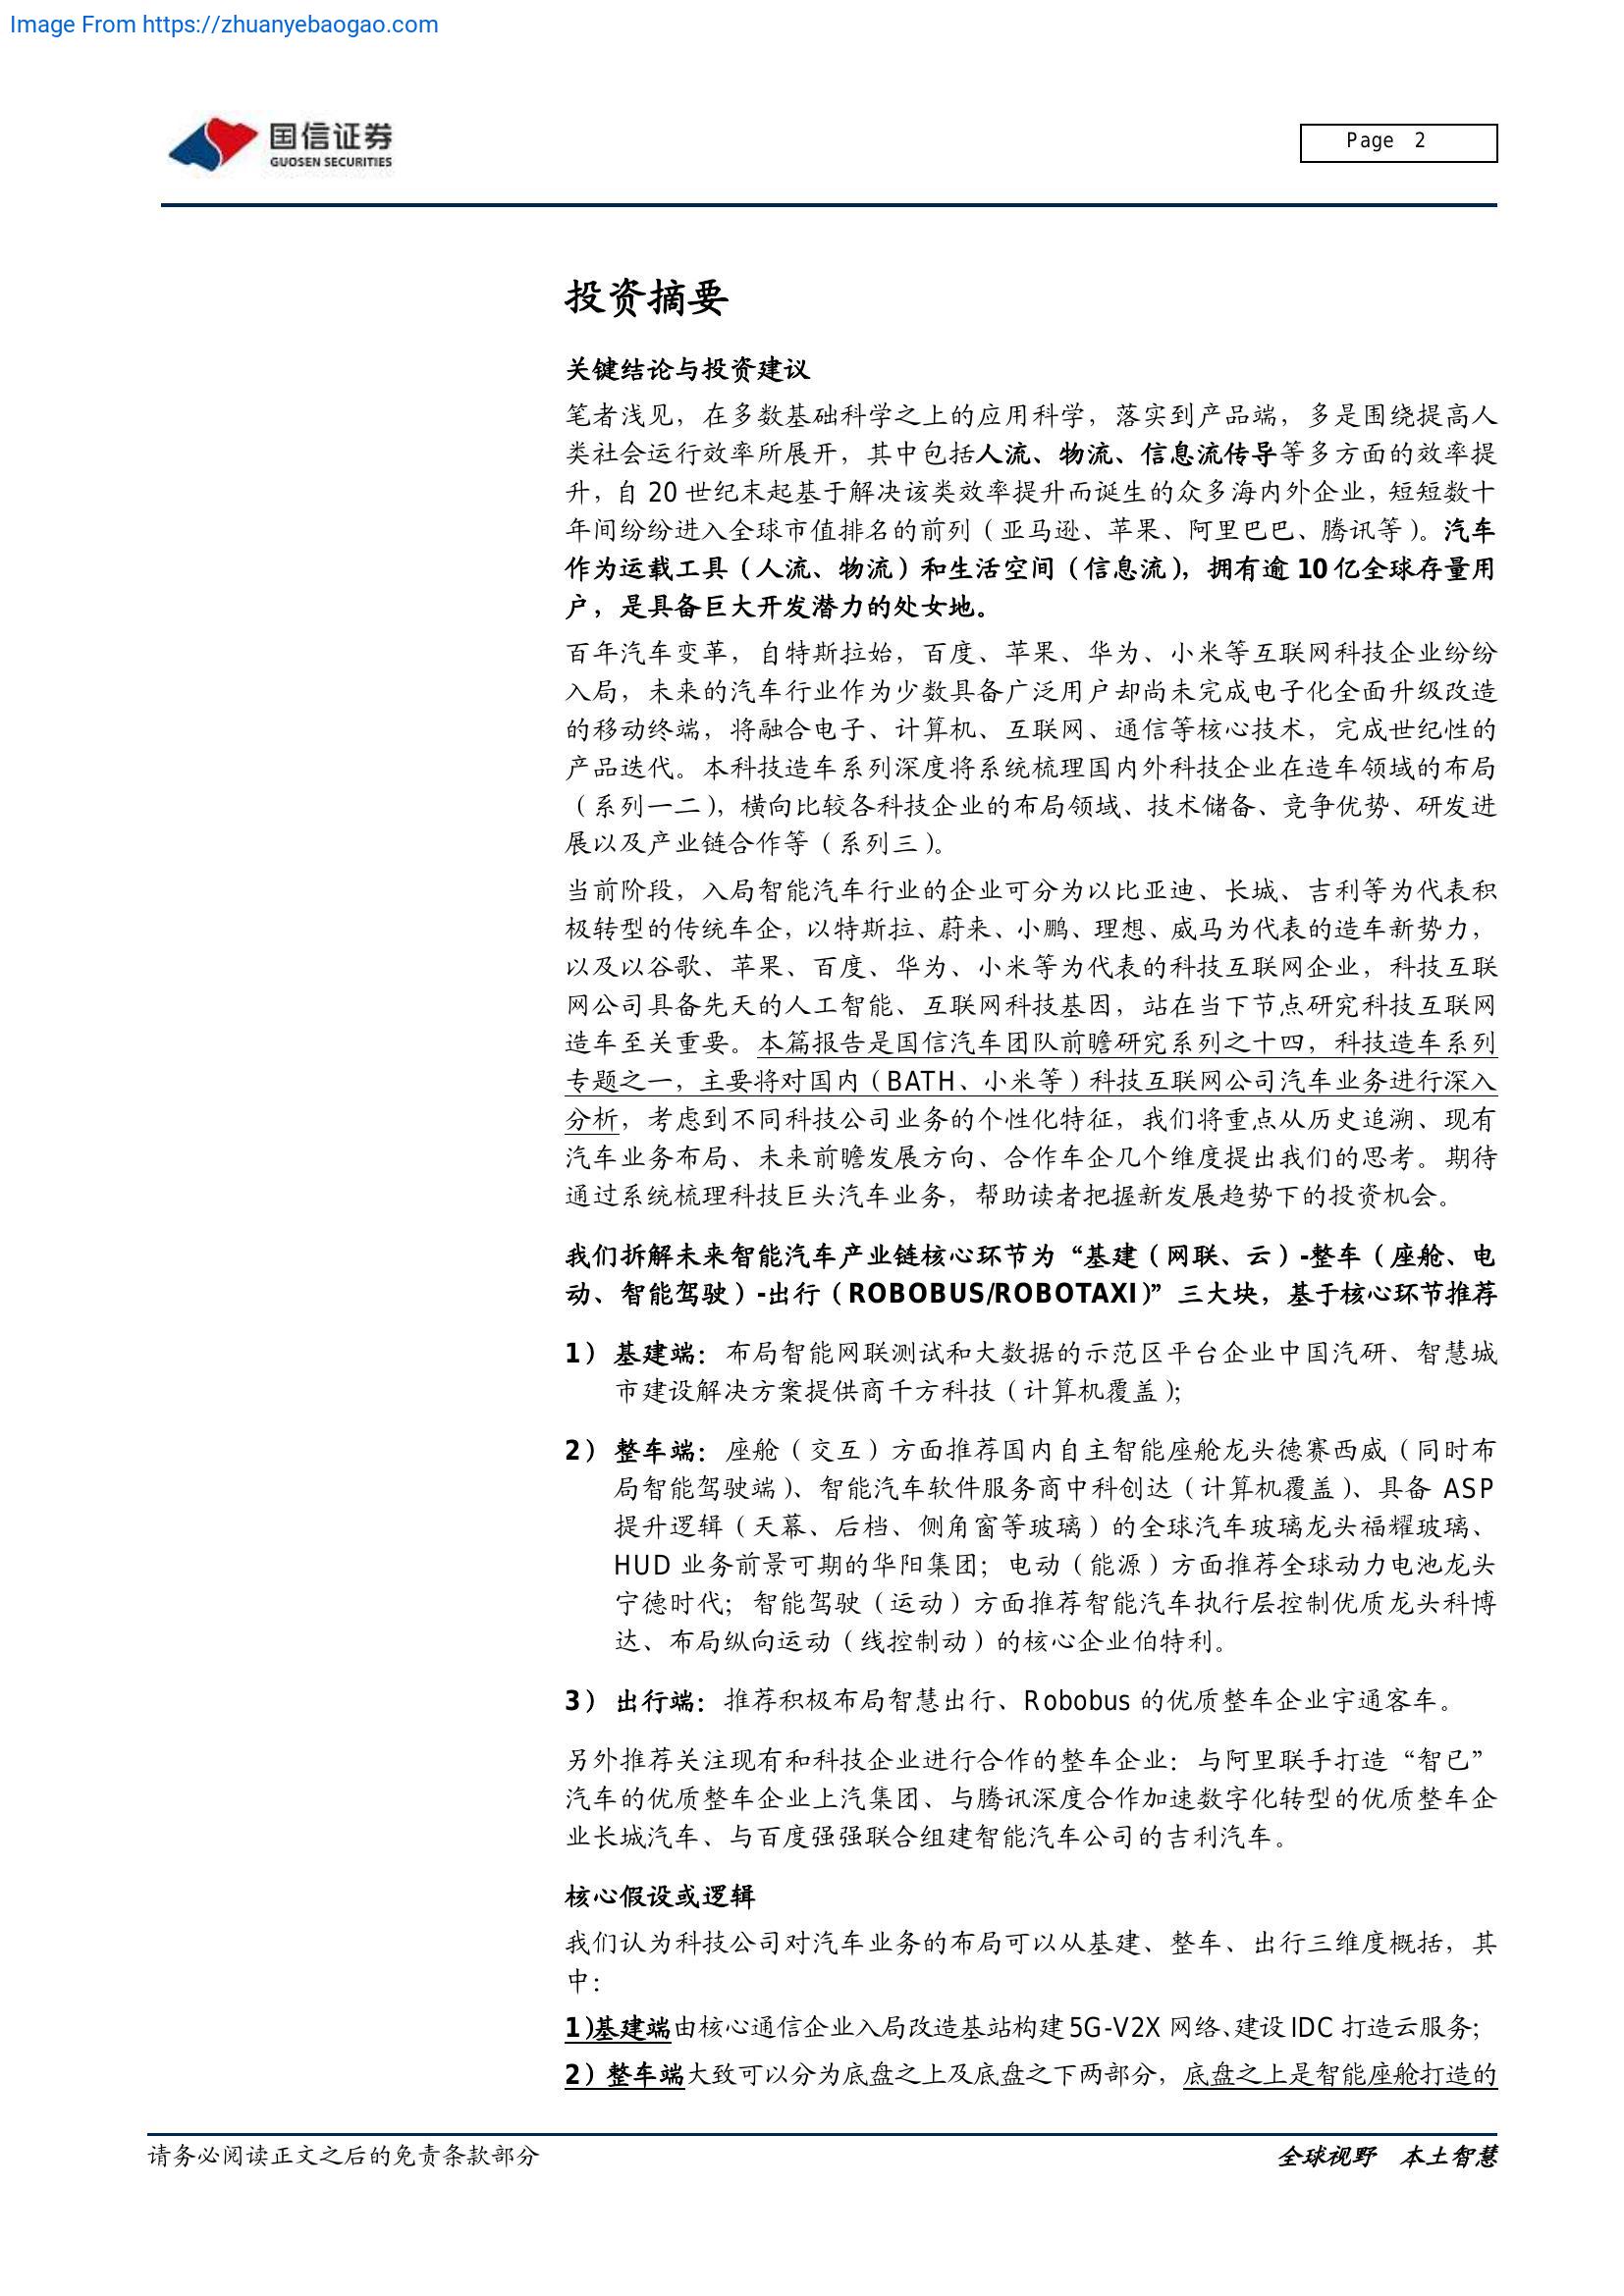 Image From https://zhuanyebaogao.com
国信证券
GUOSEN SECURITIES
Page 2
投资摘要
关键结论与投资建议
笔者浅见，在多数基础科学之上的应用科学，落实到产品端，多是围绕提高人
类社会运行效率所展开，其中包括人流、物流、信息流传导等多方面的效率提
升，自 20 世纪末起基于解决该类效率提升而诞生的众多海内外企业，短短数十
年间纷纷进入全球市值排名的前列（亚马逊、苹果、阿里巴巴、腾讯等）。汽车
作为运载工具（人流、物流）和生活空间（信息流），拥有逾 10 亿全球存量用
户，是具备巨大开发潜力的处女地。
百年汽车变革，自特斯拉始，百度、苹果、华为、小米等互联网科技企业纷纷
入局，未来的汽车行业作为少数具备广泛用户却尚未完成电子化全面升级改造
的移动终端，将融合电子、计算机、互联网、通信等核心技术，完成世纪性的
产品迭代。本科技造车系列深度将系统梳理国内外科技企业在造车领域的布局
（系列一二），横向比较各科技企业的布局领域、技术储备、竞争优势、研发进
展以及产业链合作等（系列三）。
当前阶段，入局智能汽车行业的企业可分为以比亚迪、长城、吉利等为代表积
极转型的传统车企，以特斯拉、蔚来、小鹏、理想、威马为代表的造车新势力，
以及以谷歌、苹果、百度、华为、小米等为代表的科技互联网企业，科技互联
网公司具备先天的人工智能、互联网科技基因，站在当下节点研究科技互联网
造车至关重要。本篇报告是国信汽车团队前瞻研究系列之十四，科技造车系列
专题之一，主要将对国内（BATH、小米等）科技互联网公司汽车业务进行深入
分析，考虑到不同科技公司业务的个性化特征，我们将重点从历史追溯、现有
汽车业务布局、未来前瞻发展方向、合作车企几个维度提出我们的思考。期待
通过系统梳理科技巨头汽车业务，帮助读者把握新发展趋势下的投资机会。
我们拆解未来智能汽车产业链核心环节为“基建（网联、云）-整车（座舱、电
动、智能驾驶）-出行（ROBOBUS/ROBOTAXI）”三大块，基于核心环节推荐
1） 基建端：布局智能网联测试和大数据的示范区平台企业中国汽研、智慧城
市建设解决方案提供商千方科技（计算机覆盖）；
2） 整车端：座舱（交互）方面推荐国内自主智能座舱龙头德赛西威（同时布
局智能驾驶端）、智能汽车软件服务商中科创达（计算机覆盖）、具备 ASP
提升逻辑（天幕、后档、侧角窗等玻璃）的全球汽车玻璃龙头福耀玻璃、
HUD 业务前景可期的华阳集团；电动（能源）方面推荐全球动力电池龙头
宁德时代；智能驾驶（运动）方面推荐智能汽车执行层控制优质龙头科博
达、布局纵向运动（线控制动）的核心企业伯特利。
3） 出行端：推荐积极布局智慧出行、Robobus 的优质整车企业宇通客车。
另外推荐关注现有和科技企业进行合作的整车企业：与阿里联手打造“智己”
汽车的优质整车企业上汽集团、与腾讯深度合作加速数字化转型的优质整车企
业长城汽车、与百度强强联合组建智能汽车公司的吉利汽车。
核心假设或逻辑
我们认为科技公司对汽车业务的布局可以从基建、整车、出行三维度概括，其
中：
1)基建端由核心通信企业入局改造基站构建 5G-V2X 网络、建设 IDC 打造云服务；
2）整车端大致可以分为底盘之上及底盘之下两部分，底盘之上是智能座舱打造的
请务必阅读正文之后的免责条款部分
全球视野 本土智慧